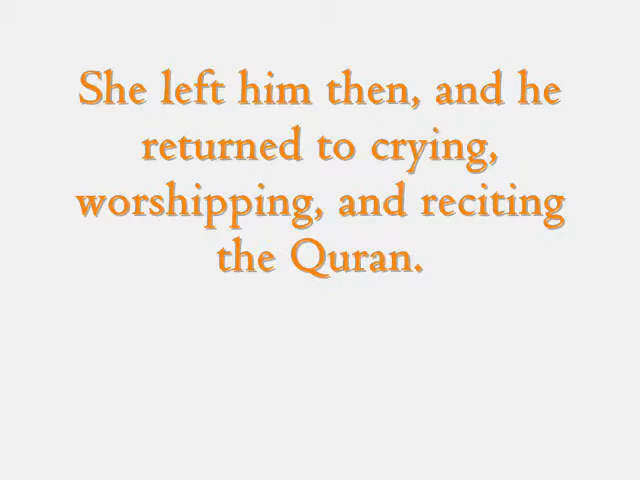 She left him then, and he
returned to crying,
worshipping, and reciting
the Quran.